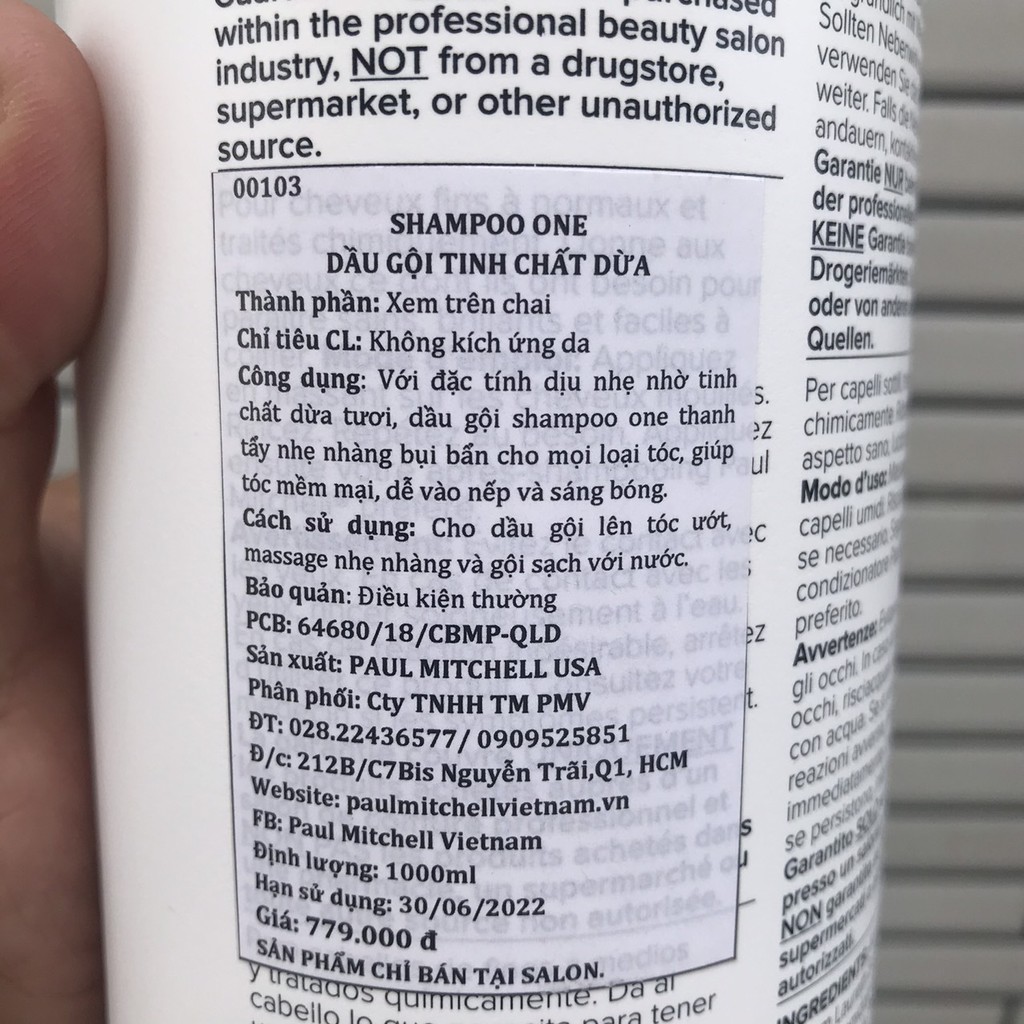 within the professional beauty salon
industry, NOT from a drugstore,
supermarket, or other unauthorized
source.
00103
SHAMPOO ONE
DẦU GỘI TINH CHẤT DỪA
Thành phần: Xem trên chai
Chỉ tiêu CL: Không kích ứng da
Công dụng: Với đặc tính dịu nhẹ nhờ tinh
chất dừa tươi, dầu gội shampoo one thanh
tẩy nhẹ nhàng bụi bẩn cho mọi loại tóc, giúp
tóc mềm mại, dễ vào nếp và sáng bóng.
Cách sử dụng: Cho dầu gội lên tóc ướt,
massage nhẹ nhàng và gội sạch với nước.
Bảo quản: Điều kiện thường
PCB: 64680/18/CBMP-QLD
Sản xuất: PAUL MITCHELL USA
Phân phối: Cty TNHH TM PMV
ĐT: 028.22436577/ 0909525851
Đ/c: 212B/C7Bis Nguyễn Trãi,Q1, HCM
Website: paulmitchellvietnam.vn
FB: Paul Mitchell Vietnam
Định lượng: 1000ml
Hạn sử dụng: 30/06/2022
Giá: 779.000 đ
SẢN PHẨM CHỈ BÁN TẠI SALON.
y tratados químicamente. Da al
cabello lo para tener
Sollten
verwenden Sie
weiter. Falls die
andauern,
Garantie NUR
der
KEINE Garantie
Drogeriemärkten
oder von anderen
Quellen.
Per capelli sottili,
chimicamente.
aspetto sano,
Modo d'uso:
capelli umidi.
se necessario.
condizionatore
preferito.
Avvertenze:
gli occhi. In caso
occhi,
con acqua. Se
reazioni
immediatamente
se persistono,
Garantito SOLO
presso un
NON garantito
supermercati
autorizzati.
INGREDIENTS